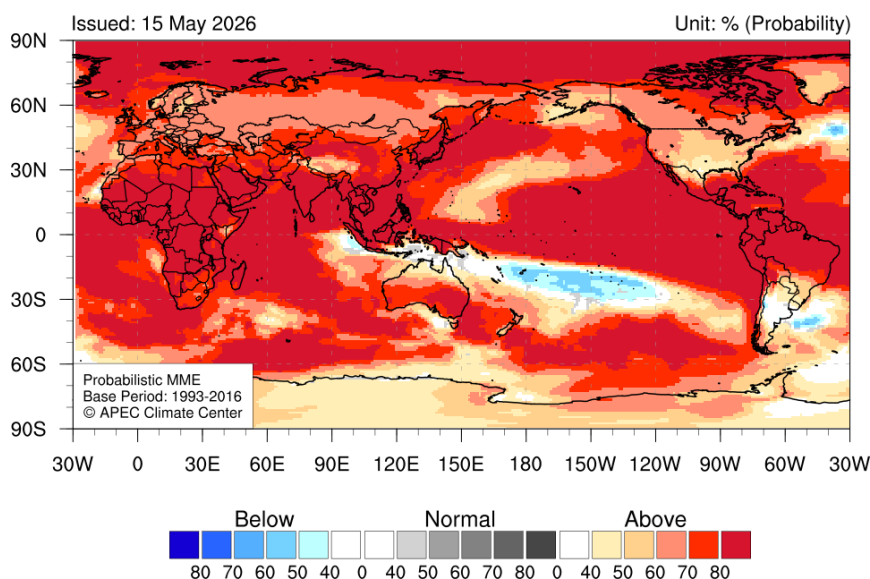 Issued: 15 May 2026 Unit: % (Probability)
90N
60N
30N
0
30S
60S
90S
Probabilistic MME
Base Period: 1993-2016
© APEC Climate Center
30W 0 30E 60E 90E 120E 150E 180 150W 120W 90W 60W 30W
Below Normal Above
80 70 60 50 40 0 40 50 60 70 80 0 40 50 60 70 80